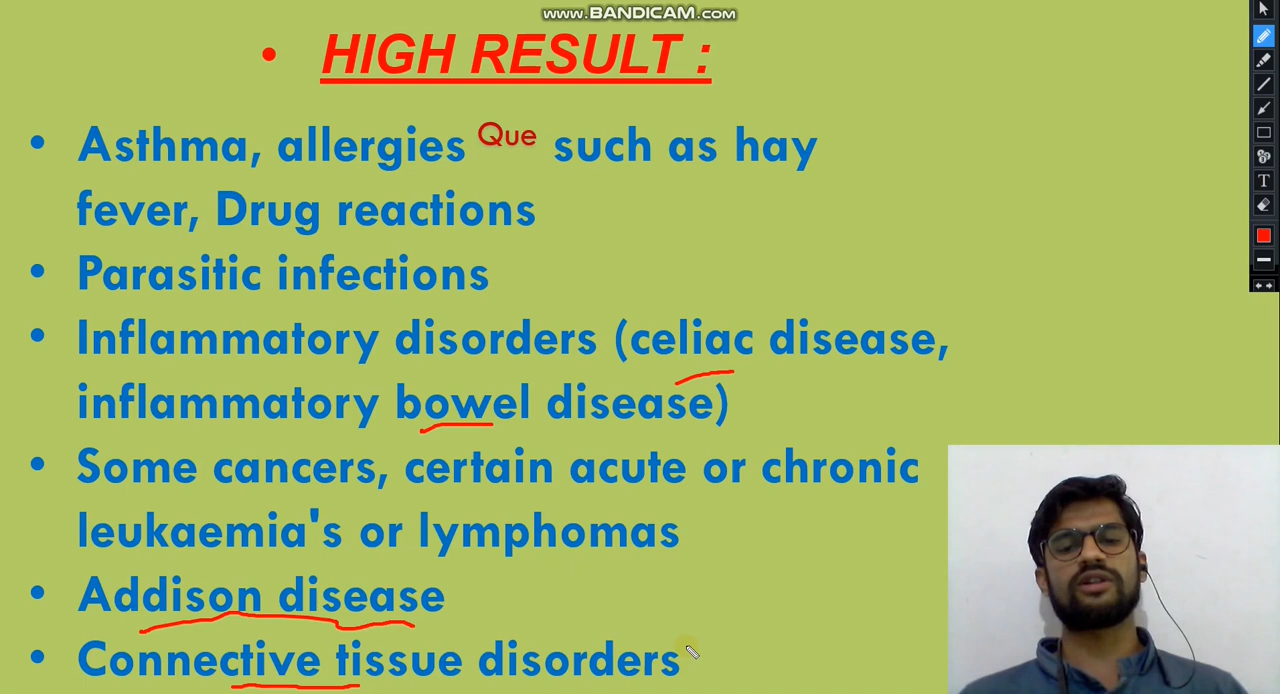 www.BANDICAM.com
• HIGH RESULT :
• Asthma, allergies Que such as hay
fever, Drug reactions
• Parasitic infections
• Inflammatory disorders (celiac disease,
inflammatory bowel disease)
• Some cancers, certain acute or chronic
leukaemia's or lymphomas
• Addison disease
• Connective tissue disorders
T